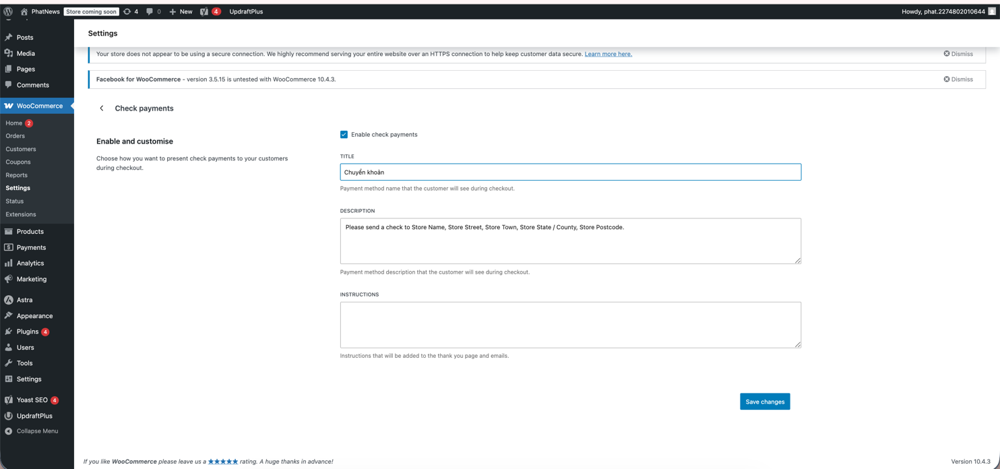 PhatNews Store coming soon 4 0 New 4 UpdraftPlus Howdy, phat.2274802010644
Settings
Posts
Media
Pages
Comments
WooCommerce
Home 2
Orders
Customers
Coupons
Reports
Settings
Status
Extensions
Products
Payments
Analytics
Marketing
Astra
Appearance
Plugins 4
Users
Tools
Settings
Yoast SEO 4
UpdraftPlus
Collapse Menu
Your store does not appear to be using a secure connection. We highly recommend serving your entire website over an HTTPS connection to help keep customer data secure. Learn more here. Dismiss
Facebook for WooCommerce - version 3.5.15 is untested with WooCommerce 10.4.3. Dismiss
Check payments
Enable and customise
Choose how you want to present check payments to your customers
during checkout.
Enable check payments
TITLE
Chuyển khoản
Payment method name that the customer will see during checkout.
DESCRIPTION
Please send a check to Store Name, Store Street, Store Town, Store State / County, Store Postcode.
Payment method description that the customer will see during checkout.
INSTRUCTIONS
Instructions that will be added to the thank you page and emails.
Save changes
If you like WooCommerce please leave us a ★★★★★ rating. A huge thanks in advance! Version 10.4.3